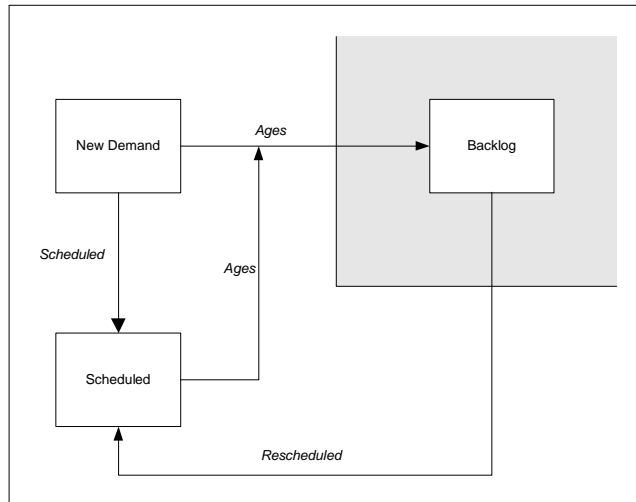 New Demand
Ages
Backlog
Scheduled
Ages
Scheduled
Rescheduled